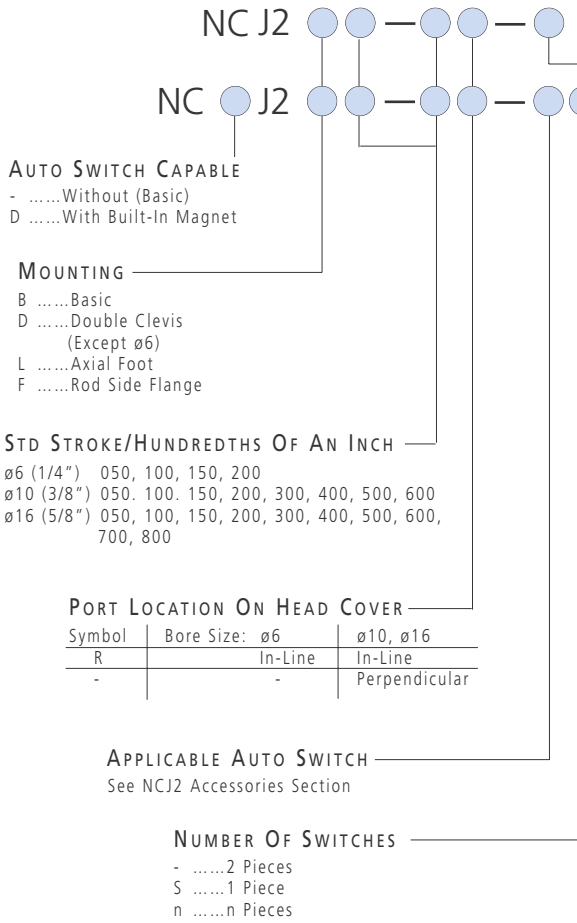 NC J2 — —
NC J2 — —
AUTO SWITCH CAPABLE
- ......Without (Basic)
D ......With Built-In Magnet
MOUNTING
B ......Basic
D ......Double Clevis
(Except ø6)
L ......Axial Foot
F ......Rod Side Flange
STD STROKE/HUNDREDTHS OF AN INCH
ø6 (1/4") 050, 100, 150, 200
ø10 (3/8") 050. 100. 150, 200, 300, 400, 500, 600
ø16 (5/8") 050, 100, 150, 200, 300, 400, 500, 600,
700, 800
PORT LOCATION ON HEAD COVER
Symbol Bore Size: ø6 ø10, ø16
R In-Line In-Line
- - Perpendicular
APPLICABLE AUTO SWITCH
See NCJ2 Accessories Section
NUMBER OF SWITCHES
- ......2 Pieces
S ......1 Piece
n ......n Pieces